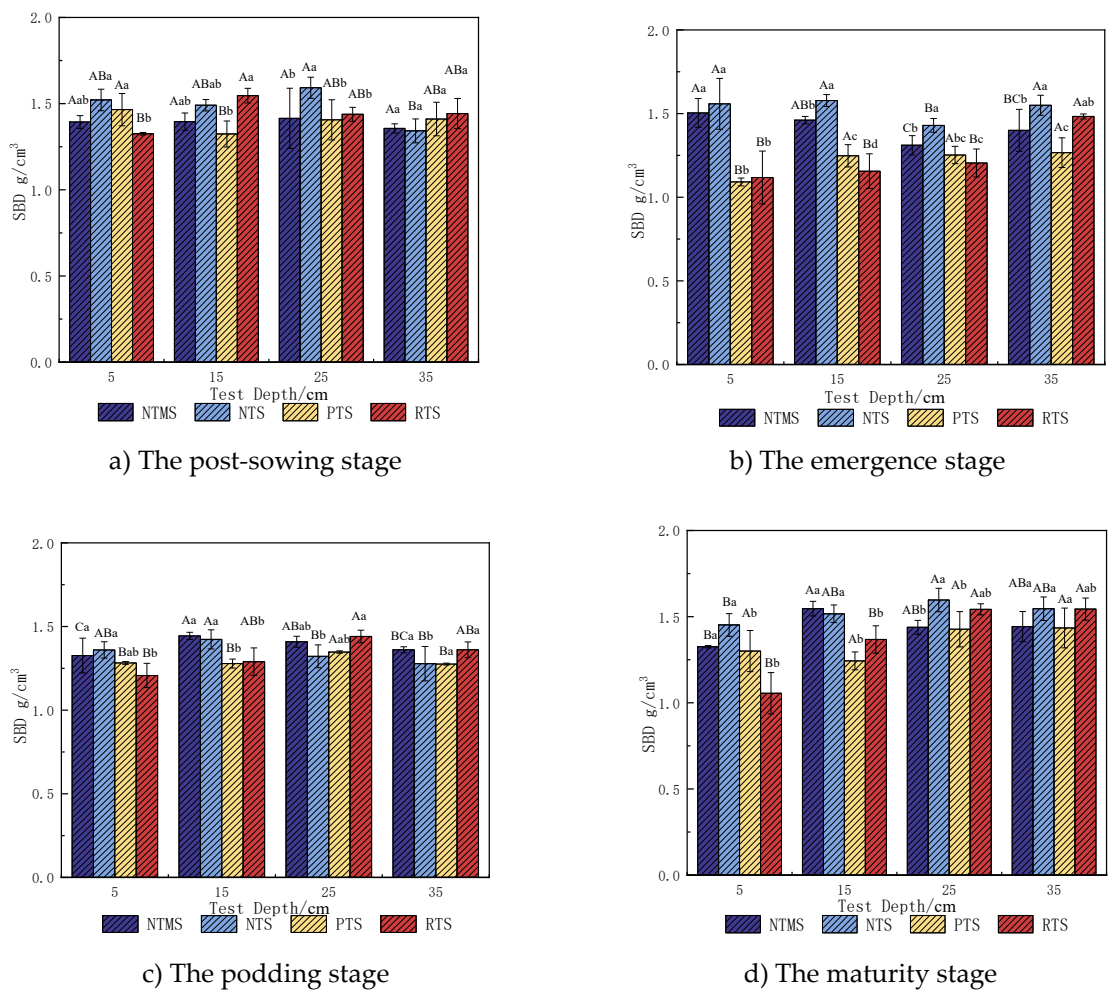 2.0
1.5
1.0
0.5
0.0
SBD g/cm³
Aab ABa Aa Bb Aab ABab Bb Aa Ab Aa ABb ABb Aa Ba ABa ABa
5 15 25 35
Test Depth/cm
NTMS NTS PTS RTS
a) The post-sowing stage
2.0
1.5
1.0
0.5
0.0
SBD g/cm³
Aa Aa Bb Bb ABb Aa Ac Bd Cb Ba Abc Bc BCb Aa Ac Aab
5 15 25 35
Test Depth/cm
NTMS NTS PTS RTS
b) The emergence stage
2.0
1.5
1.0
0.5
0.0
SBD g/cm³
Ca ABa Bab Bb Aa Aa Bb ABb ABab Bb Aab Aa BCa Bb Ba ABa
5 15 25 35
Test Depth/cm
NTMS NTS PTS RTS
c) The podding stage
2.0
1.5
1.0
0.5
0.0
SBD g/cm³
Ba Ba Ab Bb Aa ABa Ab Bb ABb Aa Ab Aab ABa ABa Aa Aab
5 15 25 35
Test Depth/cm
NTMS NTS PTS RTS
d) The maturity stage